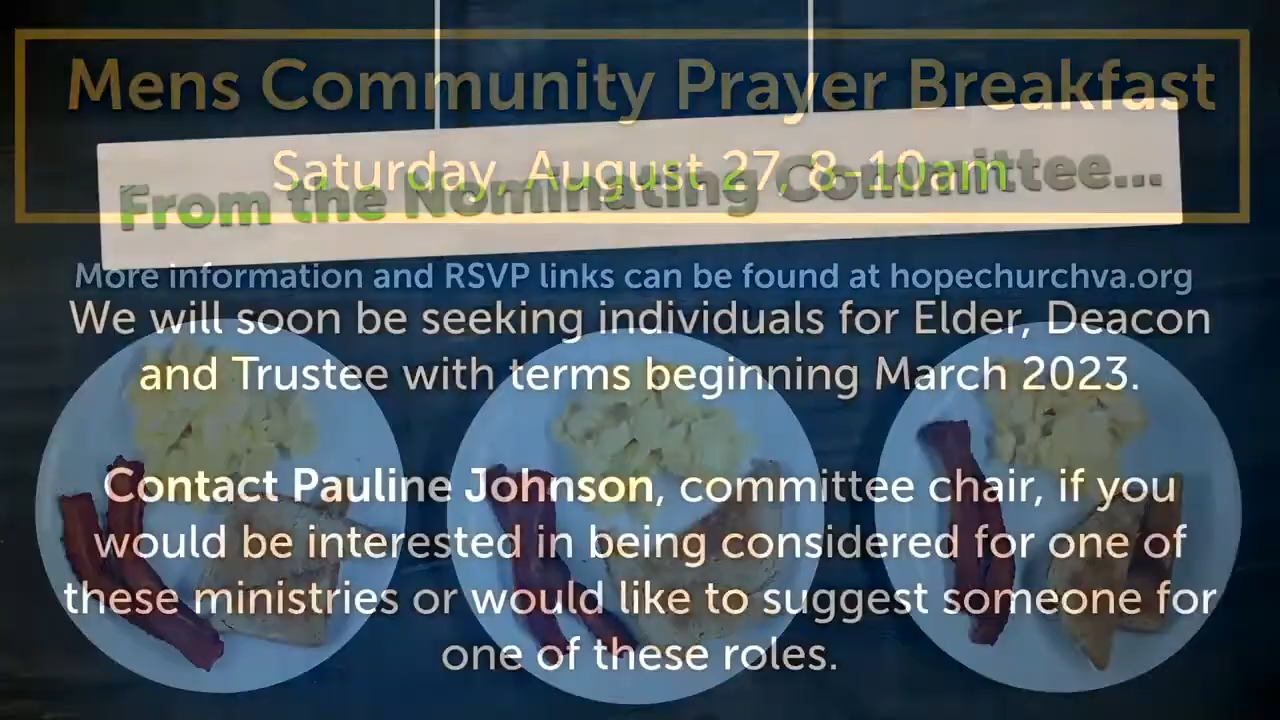 Mens Community Prayer Breakfast
Saturday, August 27, 8-10am
From the Nominating Committee...
More information and RSVP links can be found at hopechurchva.org
We will soon be seeking individuals for Elder, Deacon
and Trustee with terms beginning March 2023.
Contact Pauline Johnson, committee chair, if you
would be interested in being considered for one of
these ministries or would like to suggest someone for
one of these roles.